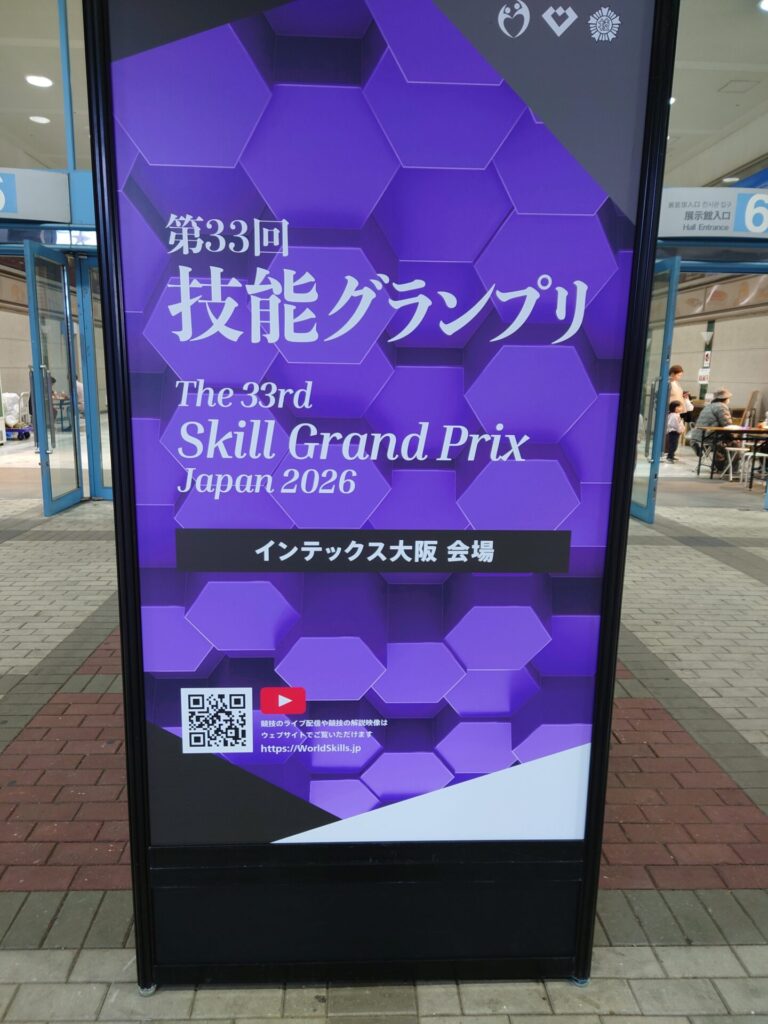 第33回
技能グランプリ
The 33rd
Skill Grand Prix
Japan 2026
インテックス大阪 会場
競技のライブ配信や競技の解説映像は
ウェブサイトでご覧いただけます
https://WorldSkills.jp
6
展示館入口
Hall Entrance
6